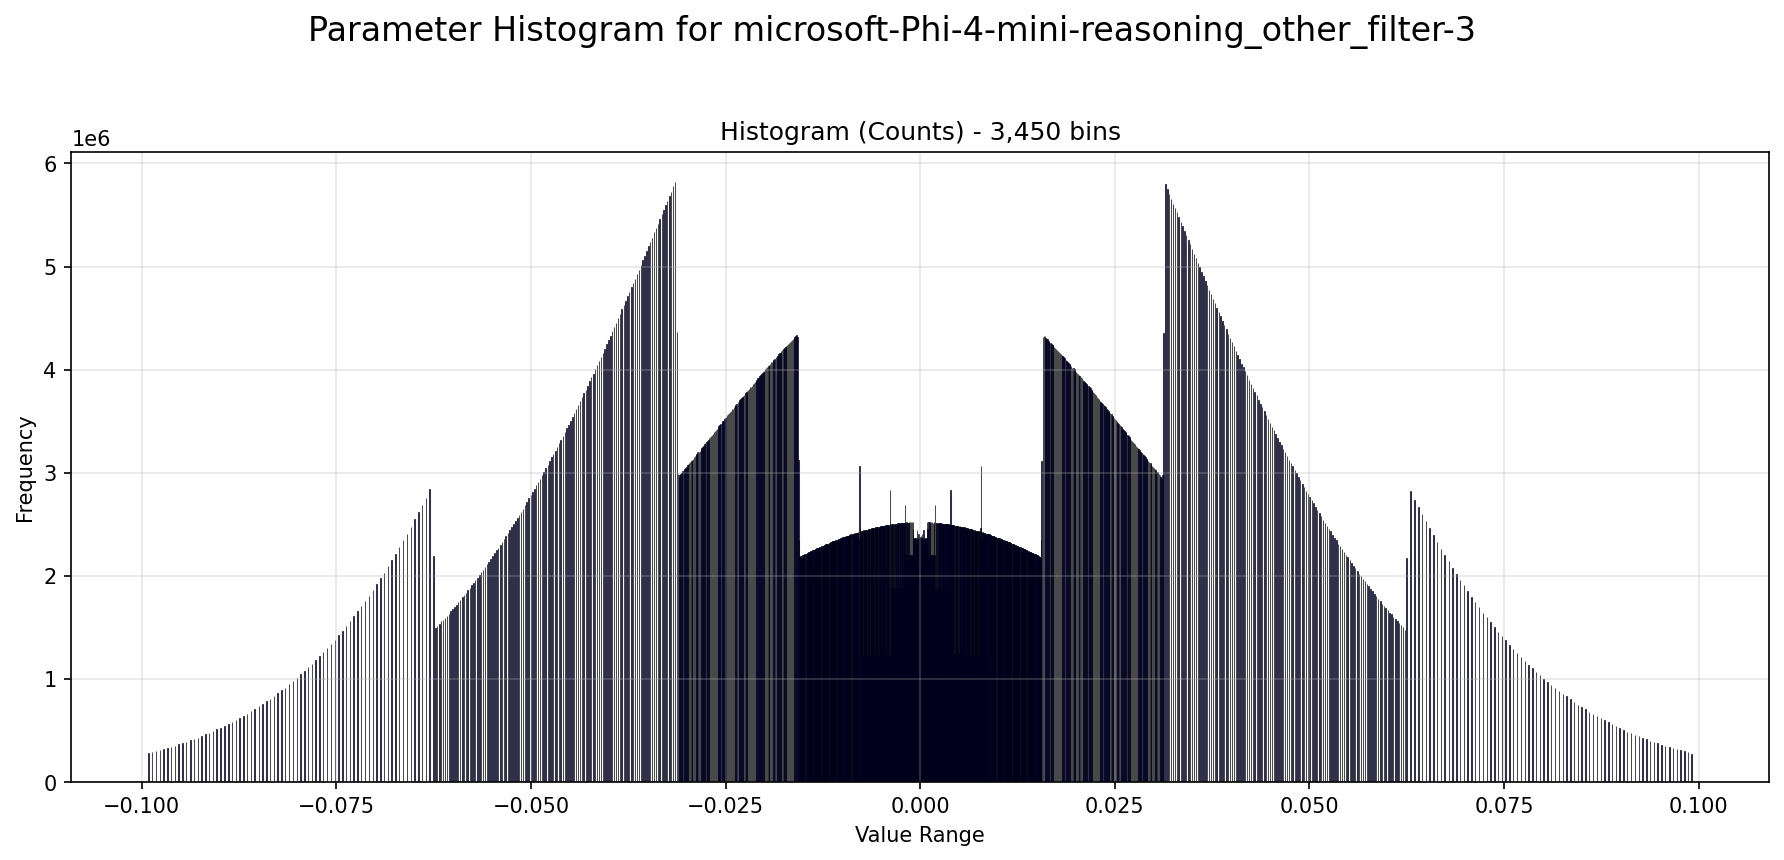 Parameter Histogram for microsoft-Phi-4-mini-reasoning_other_filter-3
Histogram (Counts) - 3,450 bins
1e6
6
5
4
3
2
1
0
Frequency
−0.100 −0.075 −0.050 −0.025 0.000 0.025 0.050 0.075 0.100
Value Range